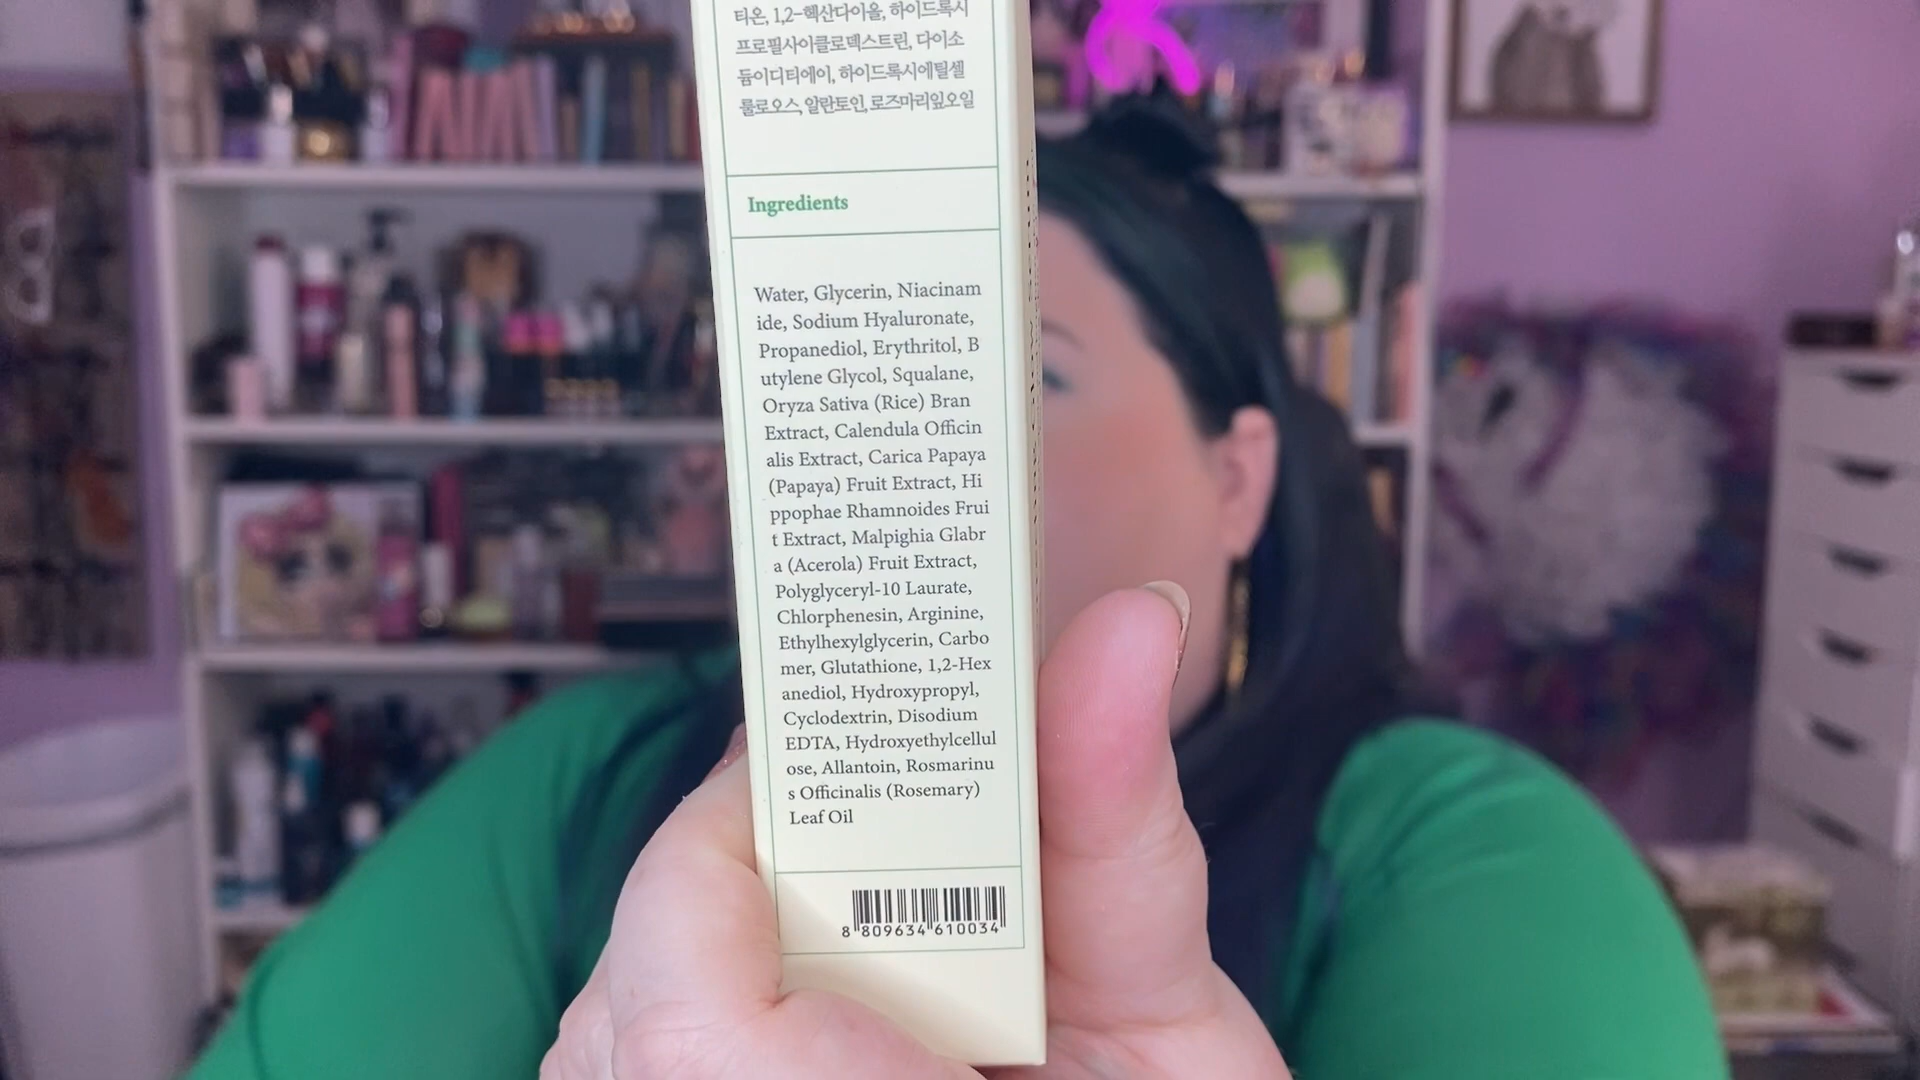 티온, 1,2-헥산다이올, 하이드록시
프로필사이클로덱스트린, 다이소
듐이디티에이, 하이드록시에틸셀
룰로오스, 알란토인, 로즈마리잎오일
Ingredients
Water, Glycerin, Niacinam
ide, Sodium Hyaluronate,
Propanediol, Erythritol, B
utylene Glycol, Squalane,
Oryza Sativa (Rice) Bran
Extract, Calendula Officin
alis Extract, Carica Papaya
(Papaya) Fruit Extract, Hi
ppophae Rhamnoides Frui
t Extract, Malpighia Glabr
a (Acerola) Fruit Extract,
Polyglyceryl-10 Laurate,
Chlorphenesin, Arginine,
Ethylhexylglycerin, Carbo
mer, Glutathione, 1,2-Hex
anediol, Hydroxypropyl,
Cyclodextrin, Disodium
EDTA, Hydroxyethylcellul
ose, Allantoin, Rosmarinu
s Officinalis (Rosemary)
Leaf Oil
8 809634 610034